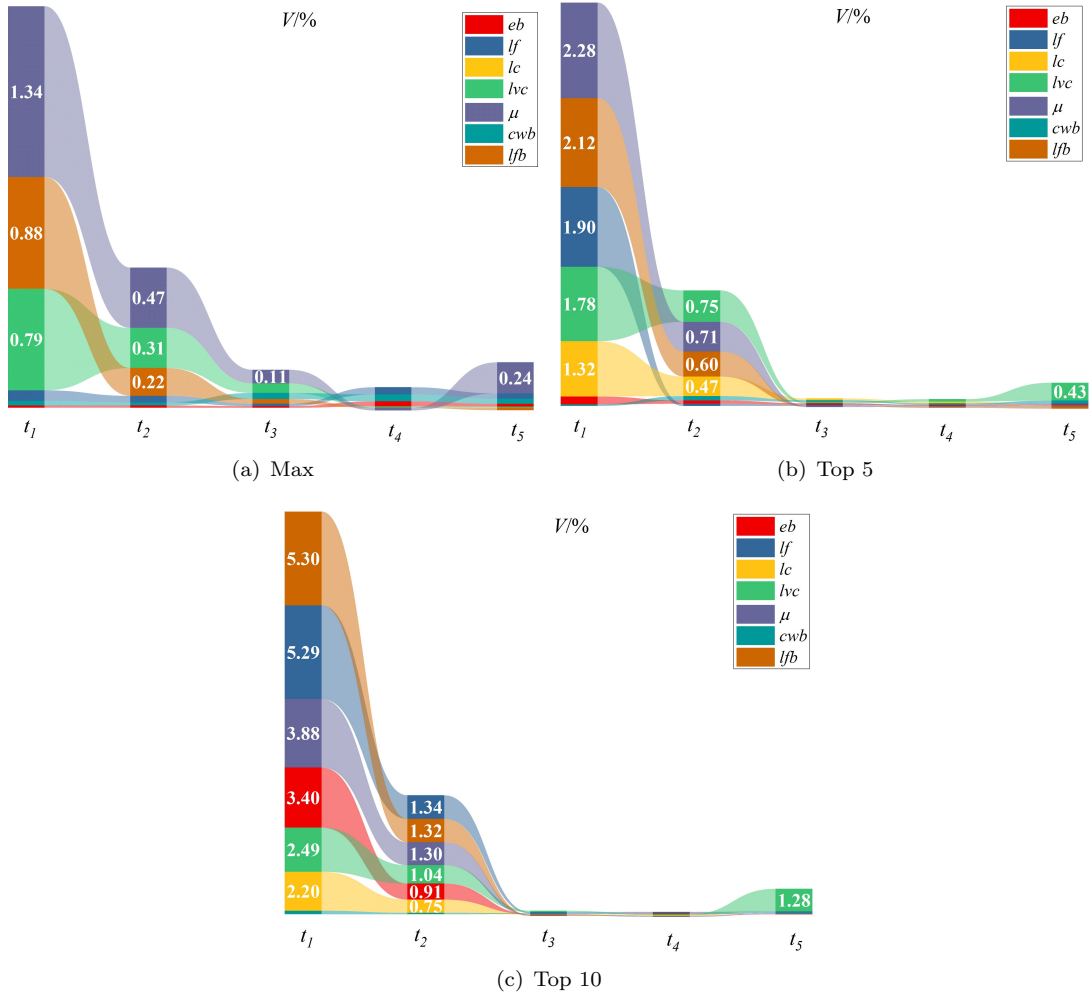 V/%
eb
lf
lc
lvc
μ
cwb
lfb
1.34
0.88
0.79
0.47
0.31
0.22
0.11
0.24
t1 t2 t3 t4 t5
(a) Max
V/%
eb
lf
lc
lvc
μ
cwb
lfb
2.28
2.12
1.90
1.78
1.32
0.75
0.71
0.60
0.47
0.43
t1 t2 t3 t4 t5
(b) Top 5
V/%
eb
lf
lc
lvc
μ
cwb
lfb
5.30
5.29
3.88
3.40
2.49
2.20
1.34
1.32
1.30
1.04
0.91
0.75
1.28
t1 t2 t3 t4 t5
(c) Top 10